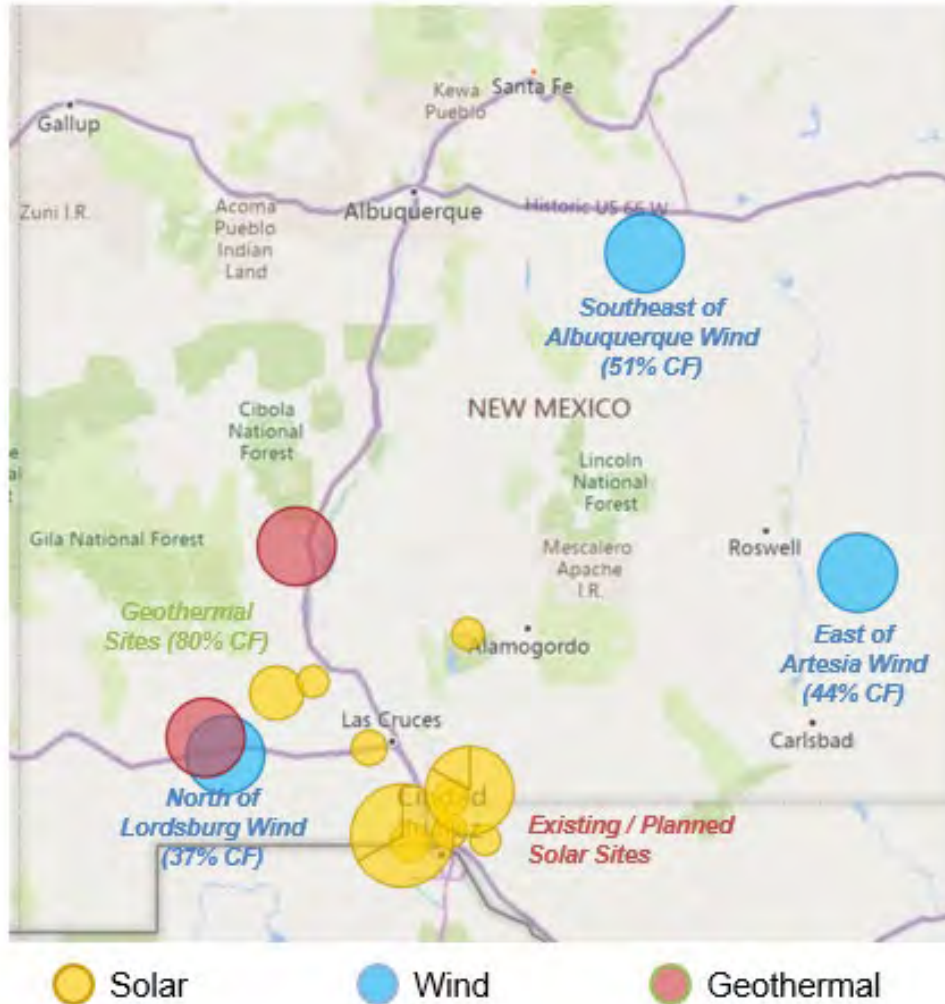 Santa Fe
Kewa
Pueblo
Gallup
Zuni I.R.
Acoma
Pueblo
Indian
Land
Albuquerque
Historic US 66 W
Southeast of
Albuquerque Wind
(51% CF)
NEW MEXICO
Cibola
National
Forest
Lincoln
National
Forest
Gila National Forest
Mescalero
Apache
I.R.
Roswell
Geothermal
Sites (80% CF)
Alamogordo
East of
Artesia Wind
(44% CF)
Las Cruces
Carlsbad
North of
Lordsburg Wind
(37% CF)
Existing / Planned
Solar Sites
Solar
Wind
Geothermal